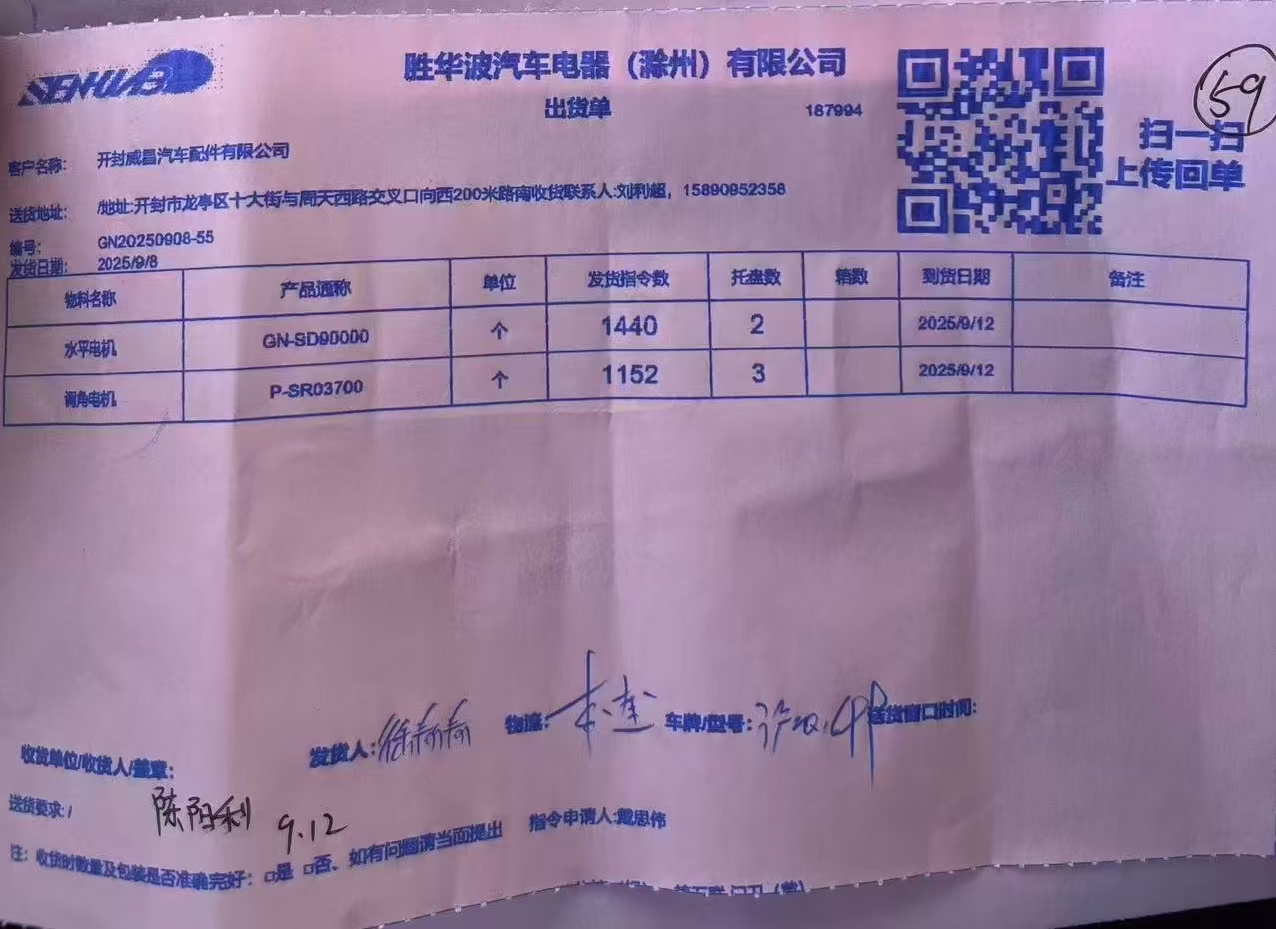 SENHWABO
胜华波汽车电器（滁州）有限公司
出货单
187994
59
扫一扫
上传回单
客户名称： 开封威昌汽车配件有限公司
送货地址： /地址:开封市龙亭区十大街与周天西路交叉口向西200米路南收货联系人:刘利超，15890952358
编号： GN20250908-55
发货日期： 2025/9/8
物料名称 产品通称 单位 发货指令数 托盘数 箱数 到货日期 备注
水平电机 GN-SD90000 个 1440 2 2025/9/12
调角电机 P-SR03700 个 1152 3 2025/9/12
发货人： 物流： 车牌/型号： 送货窗口时间：
收货单位/收货人/盖章：
送货要求：/
陈阳利 9.12
指令申请人:戴思伟
注：收货时数量及包装是否准确完好：□是 □否、如有问题请当面提出